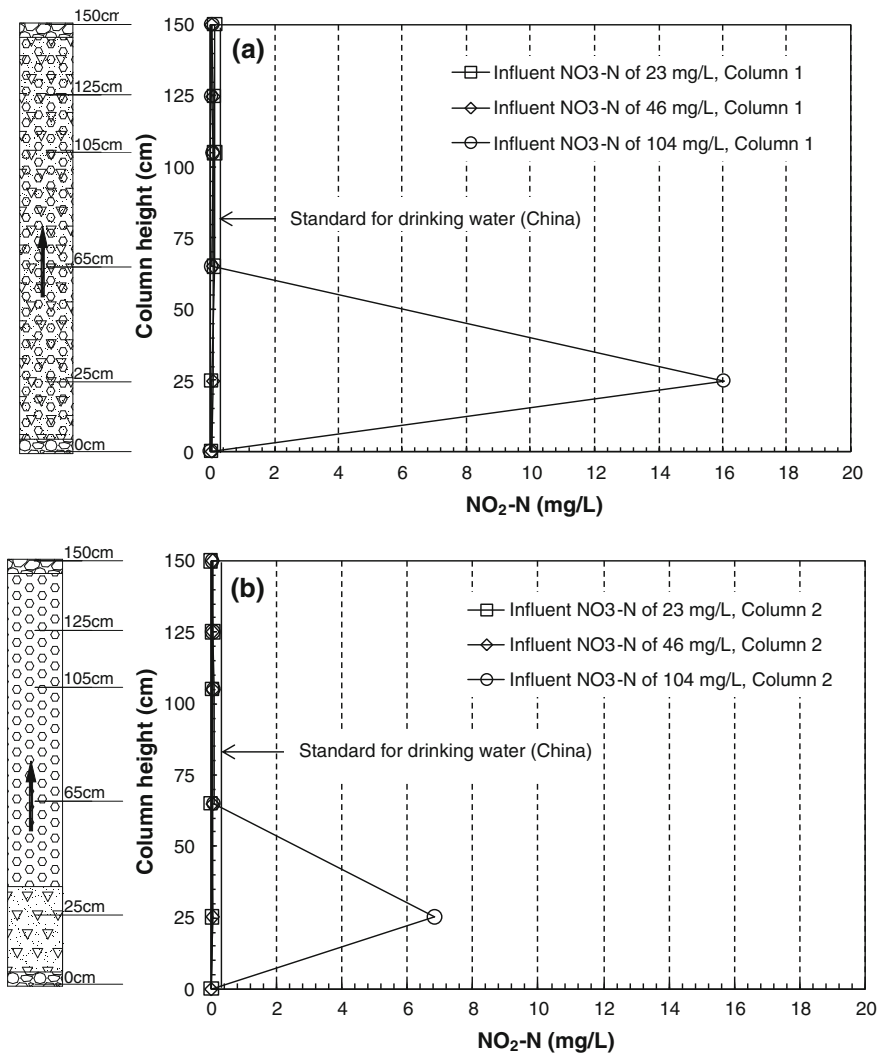 150cm
125cm
105cm
65cm
25cm
0cm
(a)
Column height (cm)
150
125
100
75
50
25
0
Influent NO3-N of 23 mg/L, Column 1
Influent NO3-N of 46 mg/L, Column 1
Influent NO3-N of 104 mg/L, Column 1
Standard for drinking water (China)
0 2 4 6 8 10 12 14 16 18 20
NO₂-N (mg/L)
150cm
125cm
105cm
65cm
25cm
0cm
(b)
Column height (cm)
150
125
100
75
50
25
0
Influent NO3-N of 23 mg/L, Column 2
Influent NO3-N of 46 mg/L, Column 2
Influent NO3-N of 104 mg/L, Column 2
Standard for drinking water (China)
0 2 4 6 8 10 12 14 16 18 20
NO₂-N (mg/L)